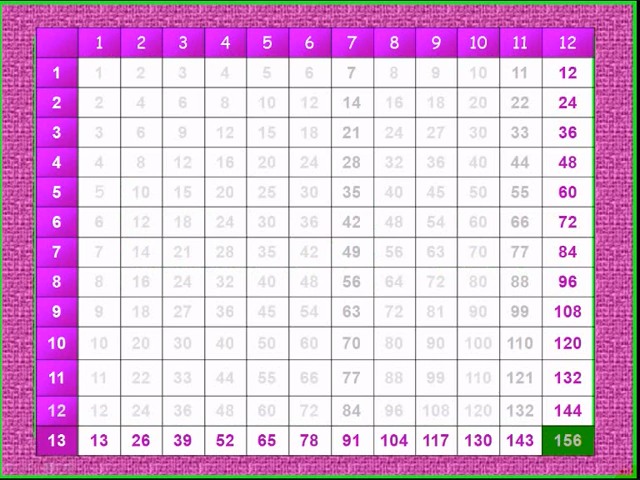 1 2 3 4 5 6 7 8 9 10 11 12
1 1 2 3 4 5 6 7 8 9 10 11 12
2 2 4 6 8 10 12 14 16 18 20 22 24
3 3 6 9 12 15 18 21 24 27 30 33 36
4 4 8 12 16 20 24 28 32 36 40 44 48
5 5 10 15 20 25 30 35 40 45 50 55 60
6 6 12 18 24 30 36 42 48 54 60 66 72
7 7 14 21 28 35 42 49 56 63 70 77 84
8 8 16 24 32 40 48 56 64 72 80 88 96
9 9 18 27 36 45 54 63 72 81 90 99 108
10 10 20 30 40 50 60 70 80 90 100 110 120
11 11 22 33 44 55 66 77 88 99 110 121 132
12 12 24 36 48 60 72 84 96 108 120 132 144
13 13 26 39 52 65 78 91 104 117 130 143 156